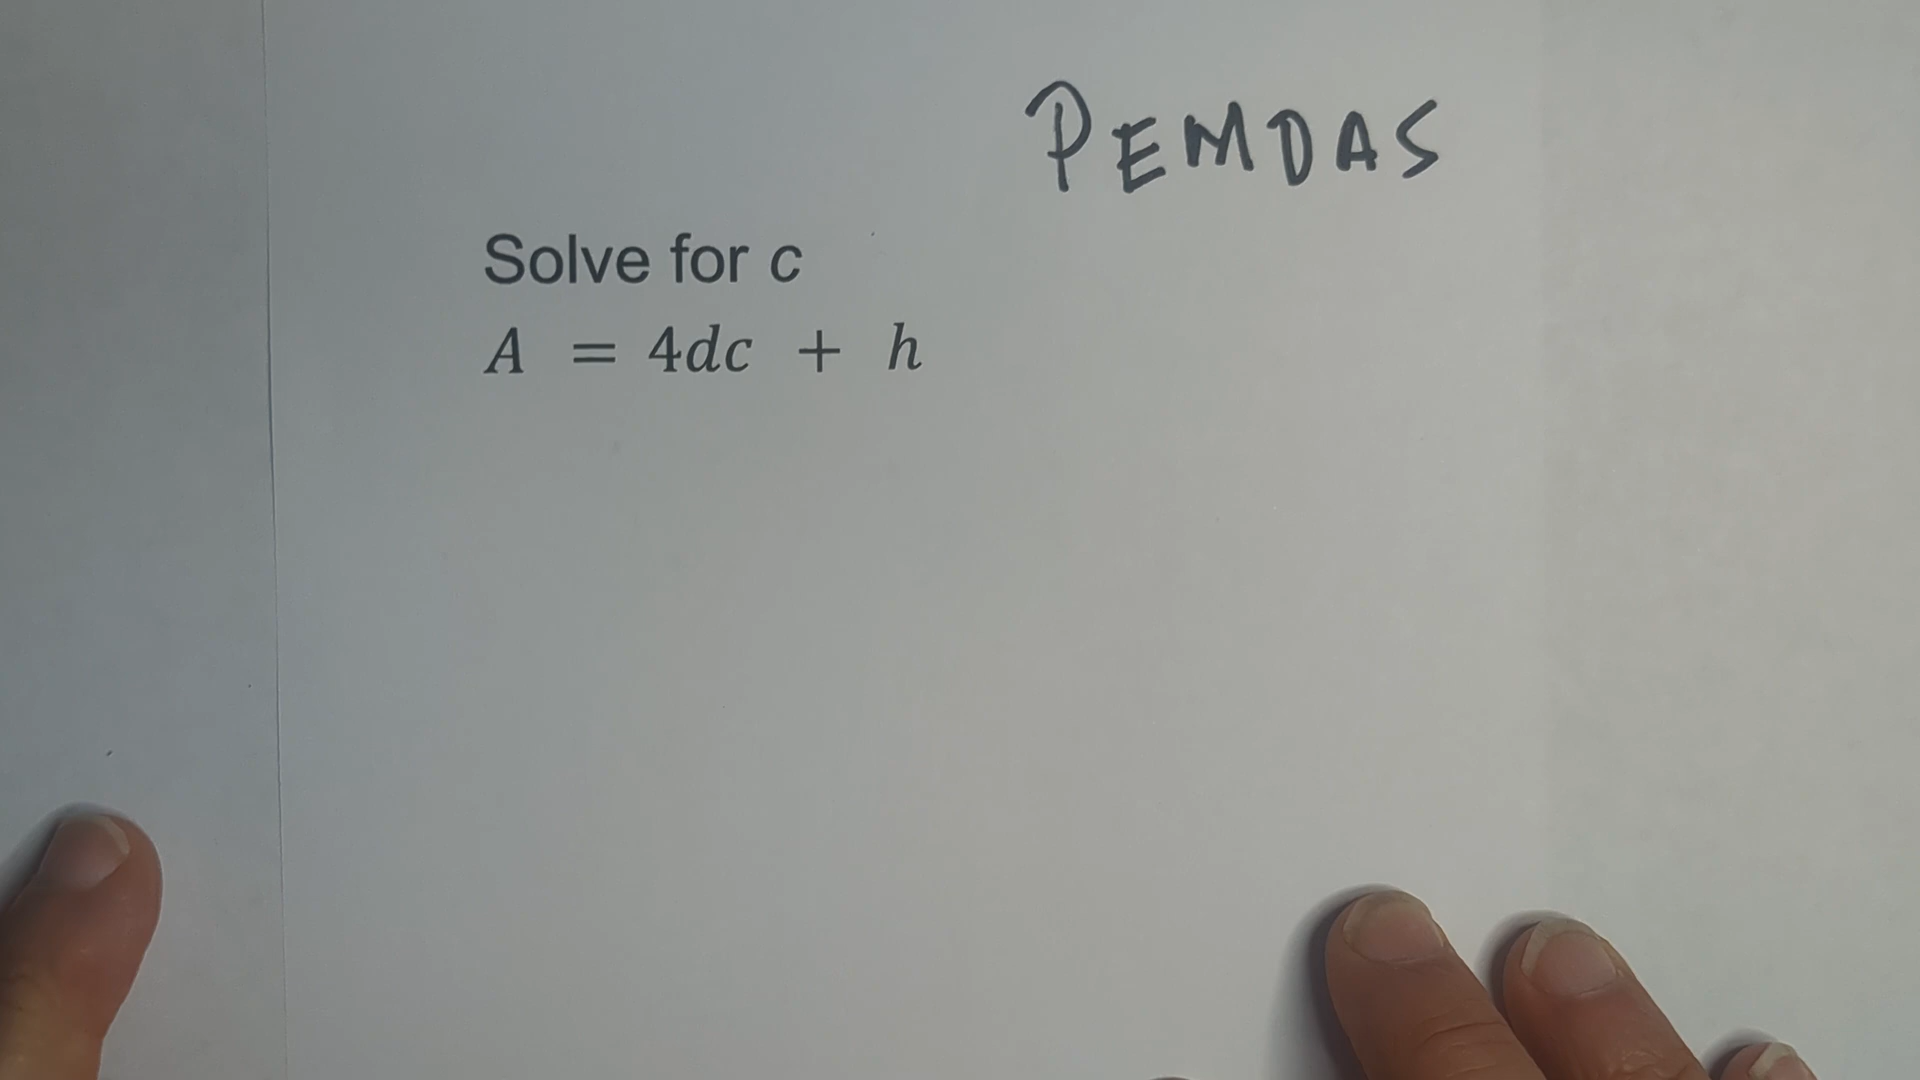 PEMDAS
Solve for c
A = 4dc + h